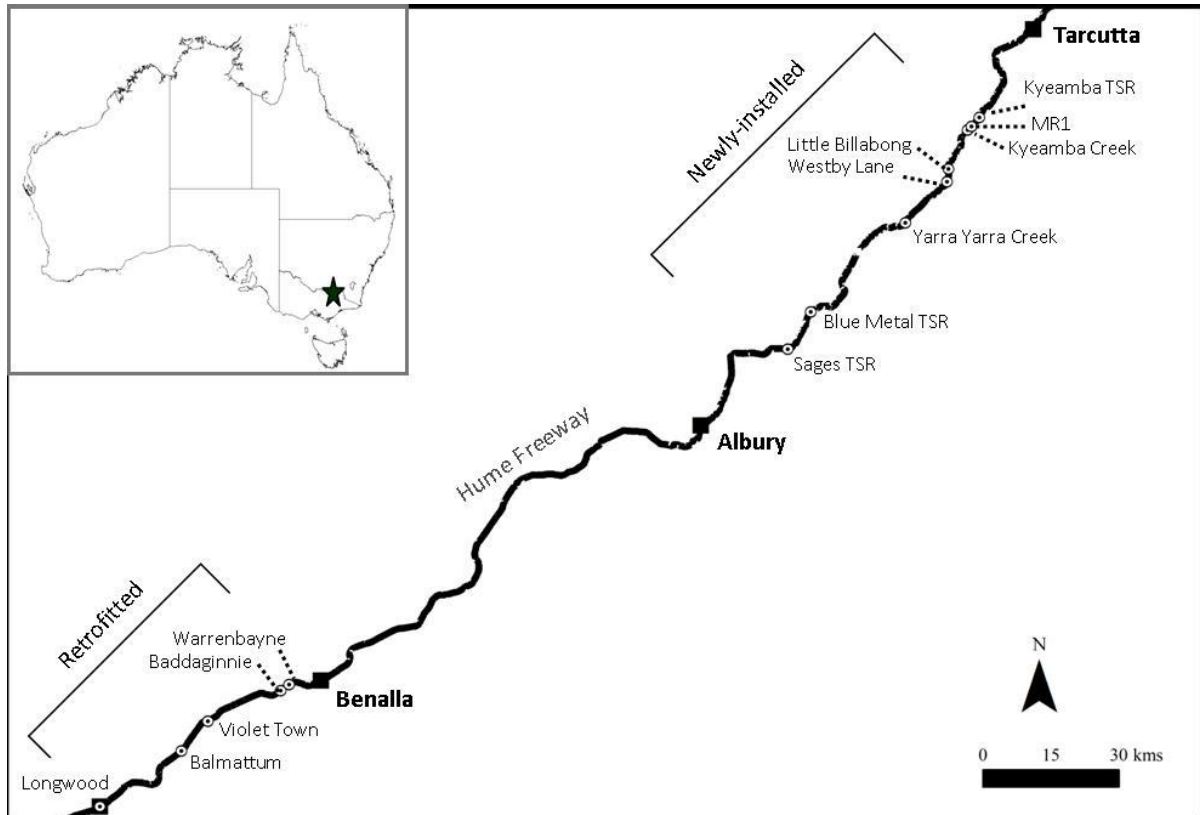 Tarcutta
Kyeamba TSR
MR1
Kyeamba Creek
Newly-installed
Little Billabong
Westby Lane
Yarra Yarra Creek
Blue Metal TSR
Sages TSR
Albury
Hume Freeway
Retrofitted
Warrenbayne
Baddaginnie
Benalla
Violet Town
Balmattum
Longwood
N
0 15 30 kms